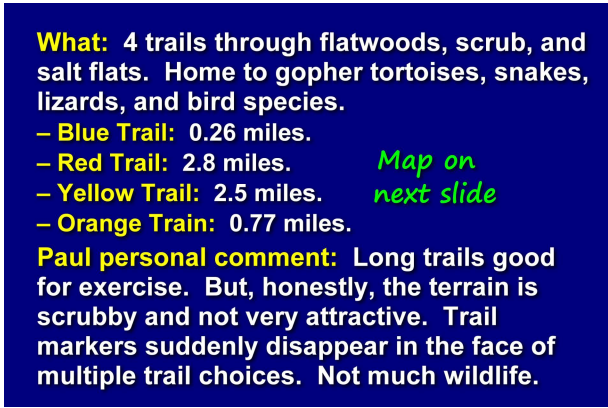 What:  4 trails through flatwoods, scrub, and
salt flats.  Home to gopher tortoises, snakes,
lizards, and bird species.
– Blue Trail:  0.26 miles.
– Red Trail:  2.8 miles.
– Yellow Trail:  2.5 miles.
– Orange Train:  0.77 miles.
Map on
next slide
Paul personal comment:  Long trails good
for exercise.  But, honestly, the terrain is
scrubby and not very attractive.  Trail
markers suddenly disappear in the face of
multiple trail choices.  Not much wildlife.